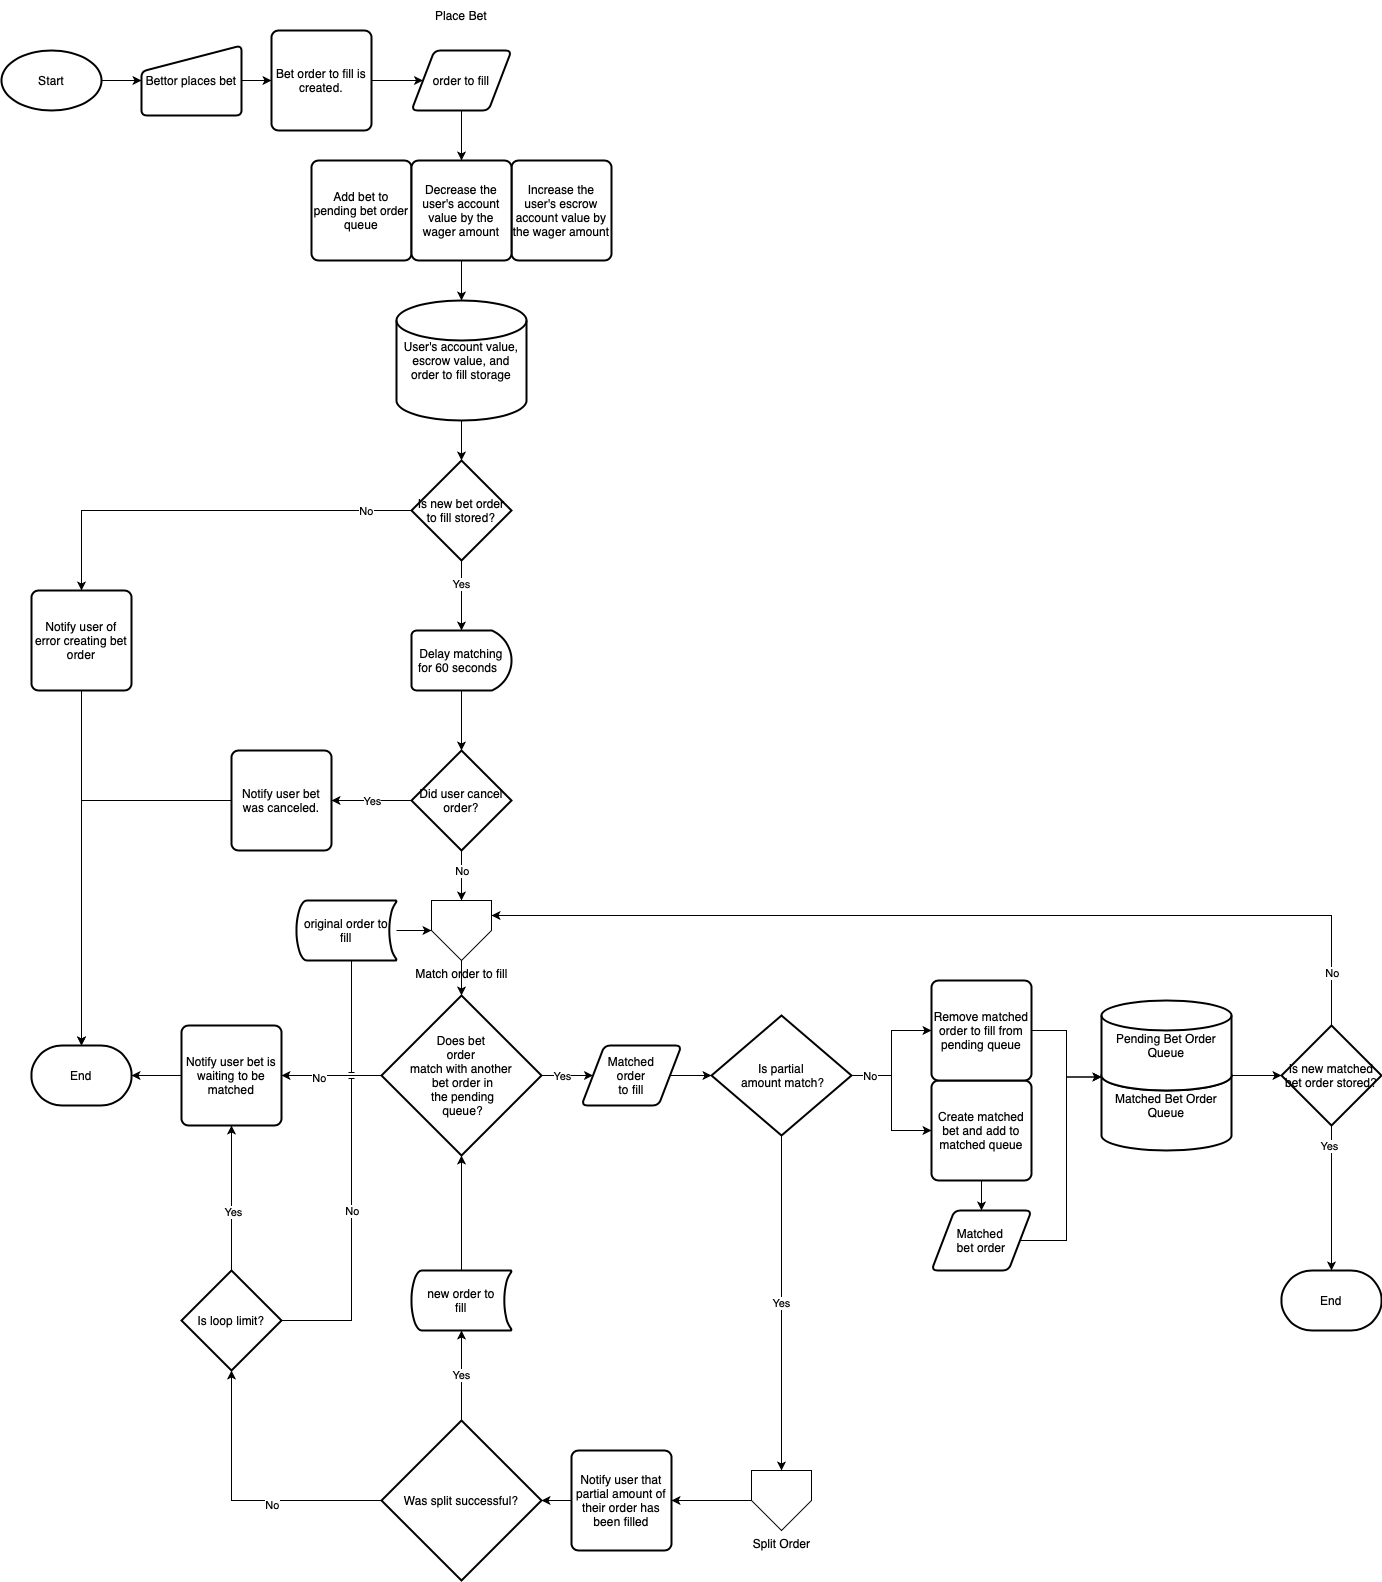 Place Bet
Start
Bettor places bet
Bet order to fill is
created.
order to fill
Add bet to
pending bet order
queue
Decrease the
user's account
value by the
wager amount
Increase the
user's escrow
account value by
the wager amount
User's account value,
escrow value, and
order to fill storage
Is new bet order
to fill stored?
No
Yes
Notify user of
error creating bet
order
Delay matching
for 60 seconds
Did user cancel
order?
Yes
Notify user bet
was canceled.
No
original order to
fill
Match order to fill
Does bet
order
match with another
bet order in
the pending
queue?
No
Notify user bet is
waiting to be
matched
End
Yes
Matched
order
to fill
Is partial
amount match?
No
Remove matched
order to fill from
pending queue
Create matched
bet and add to
matched queue
Matched
bet order
Pending Bet Order
Queue
Matched Bet Order
Queue
Is new matched
bet order stored?
No
Yes
End
Yes
Split Order
Notify user that
partial amount of
their order has
been filled
Was split successful?
Yes
new order to
fill
No
Is loop limit?
Yes
No